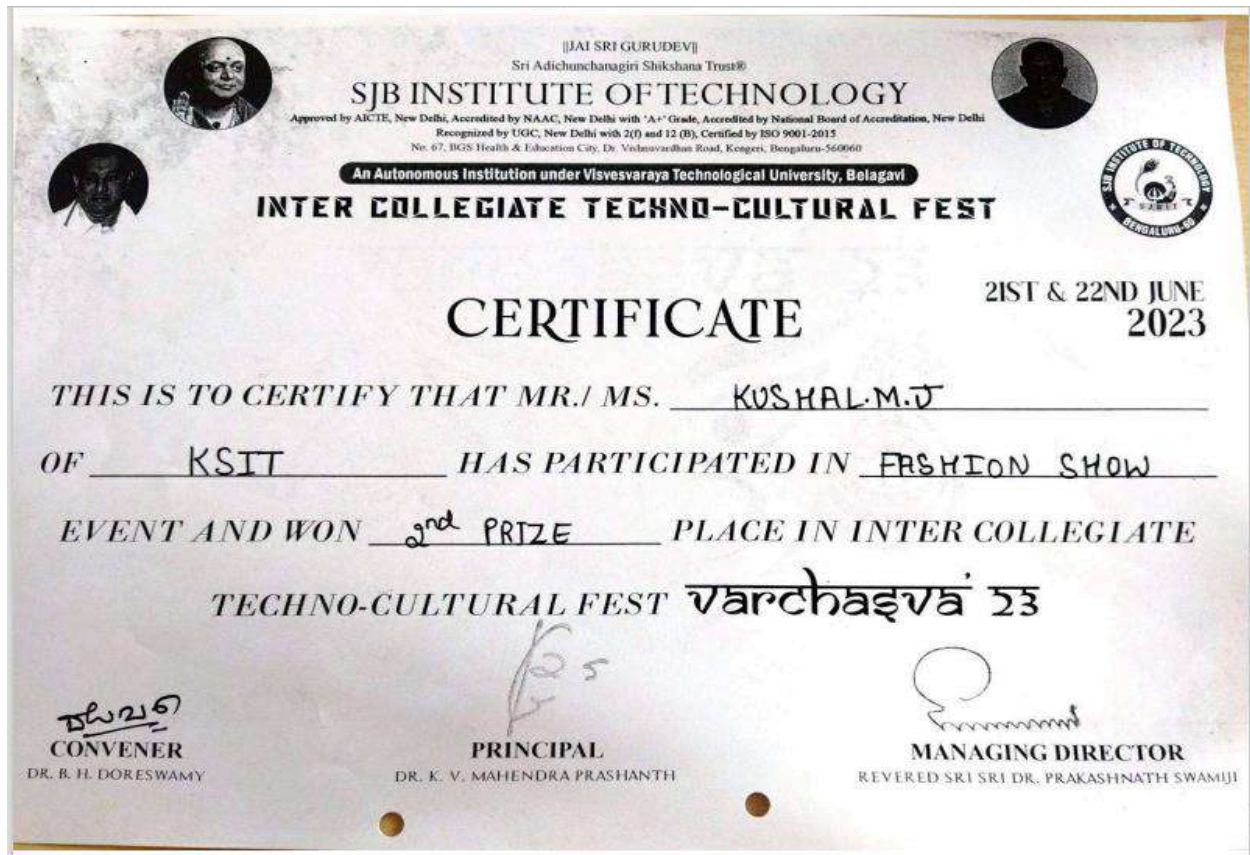 ||JAI SRI GURUDEV||
Sri Adichunchanagiri Shikshana Trust®
SJB INSTITUTE OF TECHNOLOGY
Approved by AICTE, New Delhi, Accredited by NAAC, New Delhi with 'A+' Grade, Accredited by National Board of Accreditation, New Delhi
Recognized by UGC, New Delhi with 2(f) and 12 (B), Certified by ISO 9001-2015
No. 67, BGS Health & Education City, Dr. Vishnuvardhan Road, Kengeri, Bengaluru-560060
An Autonomous Institution under Visvesvaraya Technological University, Belagavi
INTER COLLEGIATE TECHNO-CULTURAL FEST
SJB INSTITUTE OF TECHNOLOGY
SJBIT
BENGALURU-60
21ST & 22ND JUNE
2023
CERTIFICATE
THIS IS TO CERTIFY THAT MR./ MS. KUSHAL.M.J
OF KSIT HAS PARTICIPATED IN FASHION SHOW
EVENT AND WON 2nd PRIZE PLACE IN INTER COLLEGIATE
TECHNO-CULTURAL FEST varchasva' 23
CONVENER PRINCIPAL MANAGING DIRECTOR
DR. B. H. DORESWAMY DR. K. V. MAHENDRA PRASHANTH REVERED SRI SRI DR. PRAKASHNATH SWAMIJI